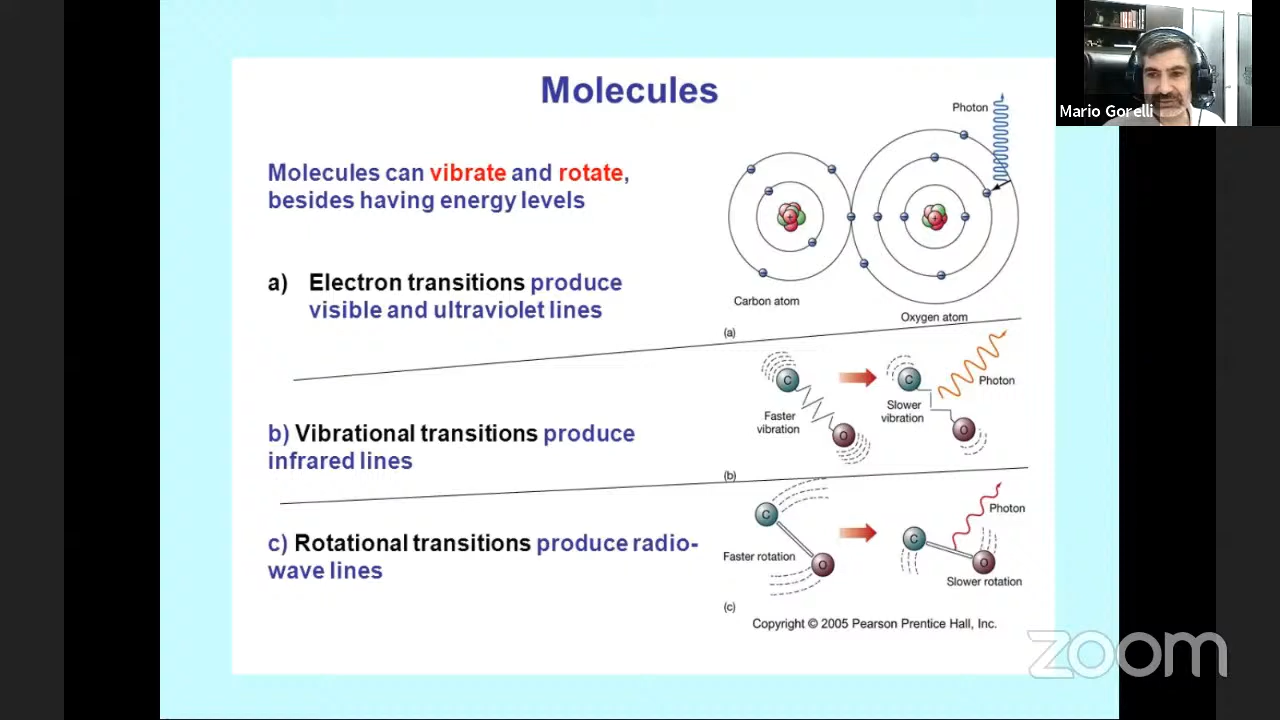 Molecules
Mario Gorelli
Molecules can vibrate and rotate,
besides having energy levels
a) Electron transitions produce
visible and ultraviolet lines
b) Vibrational transitions produce
infrared lines
c) Rotational transitions produce radio-
wave lines
Photon
Carbon atom
Oxygen atom
(a)
C
O
Faster
vibration
C
O
Slower
vibration
Photon
(b)
C
O
Faster rotation
C
O
Photon
Slower rotation
(c)
Copyright © 2005 Pearson Prentice Hall, Inc.
zoom